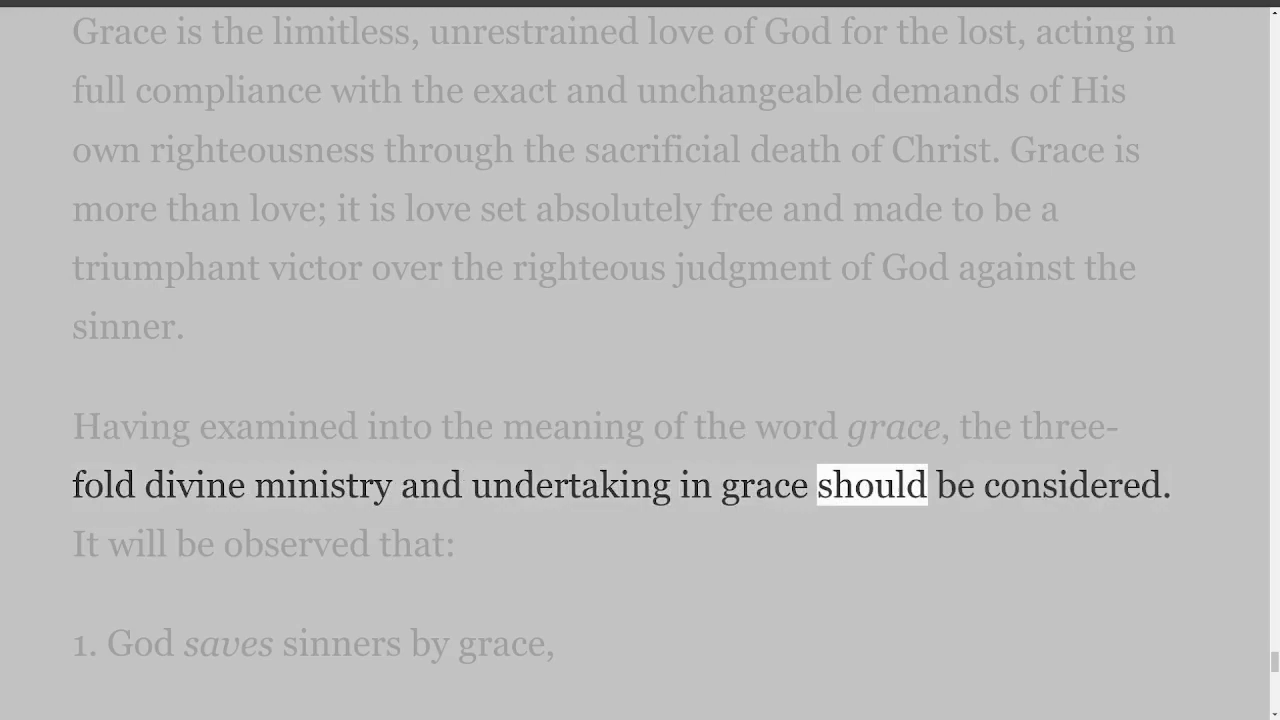 Grace is the limitless, unrestrained love of God for the lost, acting in
full compliance with the exact and unchangeable demands of His
own righteousness through the sacrificial death of Christ. Grace is
more than love; it is love set absolutely free and made to be a
triumphant victor over the righteous judgment of God against the
sinner.
Having examined into the meaning of the word grace, the three-
fold divine ministry and undertaking in grace should be considered.
It will be observed that:
1. God saves sinners by grace,